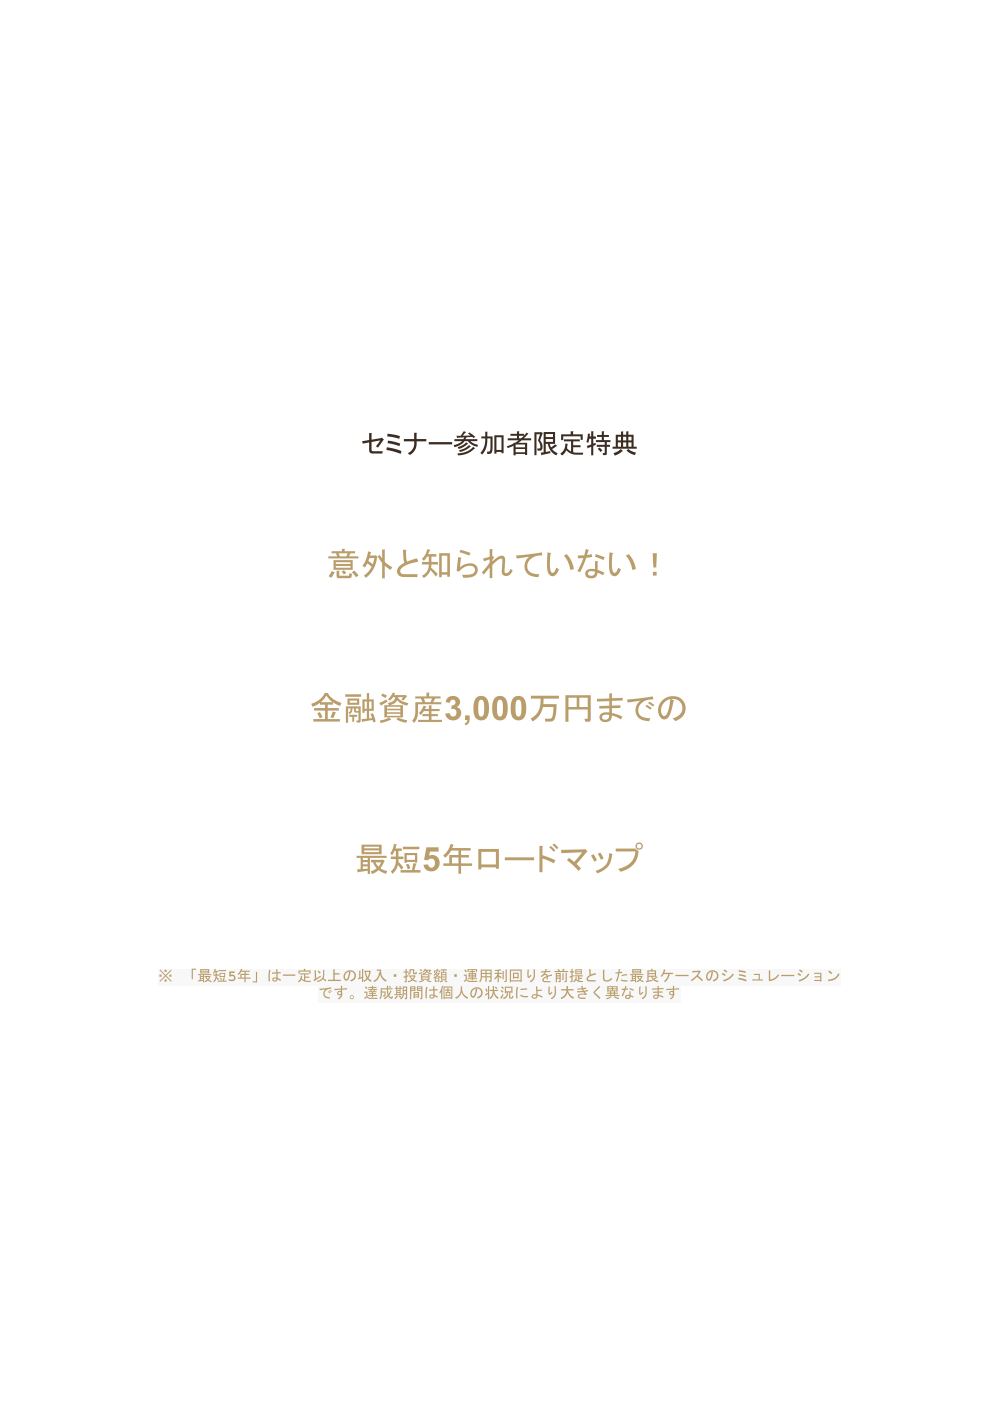 セミナー参加者限定特典
意外と知られていない！
金融資産3,000万円までの
最短5年ロードマップ
※ 「最短5年」は一定以上の収入・投資額・運用利回りを前提とした最良ケースのシミュレーション
です。達成期間は個人の状況により大きく異なります